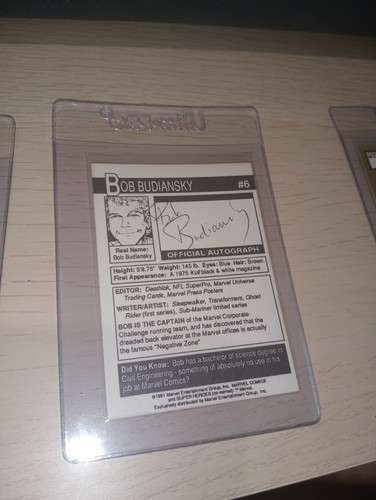 Ultra•PRO
BOB BUDIANSKY #6
Bob
Budiansky
Real Name:
Bob Budiansky
OFFICIAL AUTOGRAPH
Height: 5'8.75" Weight: 145 lb. Eyes: Blue Hair: Brown
First Appearance: A 1975 Kull black & white magazine
EDITOR: Deathlok, NFL SuperPro, Marvel Universe
Trading Cards, Marvel Press Posters
WRITER/ARTIST: Sleepwalker, Transformers, Ghost
Rider (first series), Sub-Mariner limited series
BOB IS THE CAPTAIN of the Marvel Corporate
Challenge running team, and has discovered that the
dreaded back elevator at the Marvel offices is actually
the famous "Negative Zone"
Did You Know: Bob has a bachelor of science degree in
Civil Engineering - something of absolutely no use in his
job at Marvel Comics?
©1991 Marvel Entertainment Group, Inc. MARVEL COMICS
and SUPER HEROES (tw-owned): ™ Marvel.
Exclusively distributed by Marvel Entertainment Group, Inc.